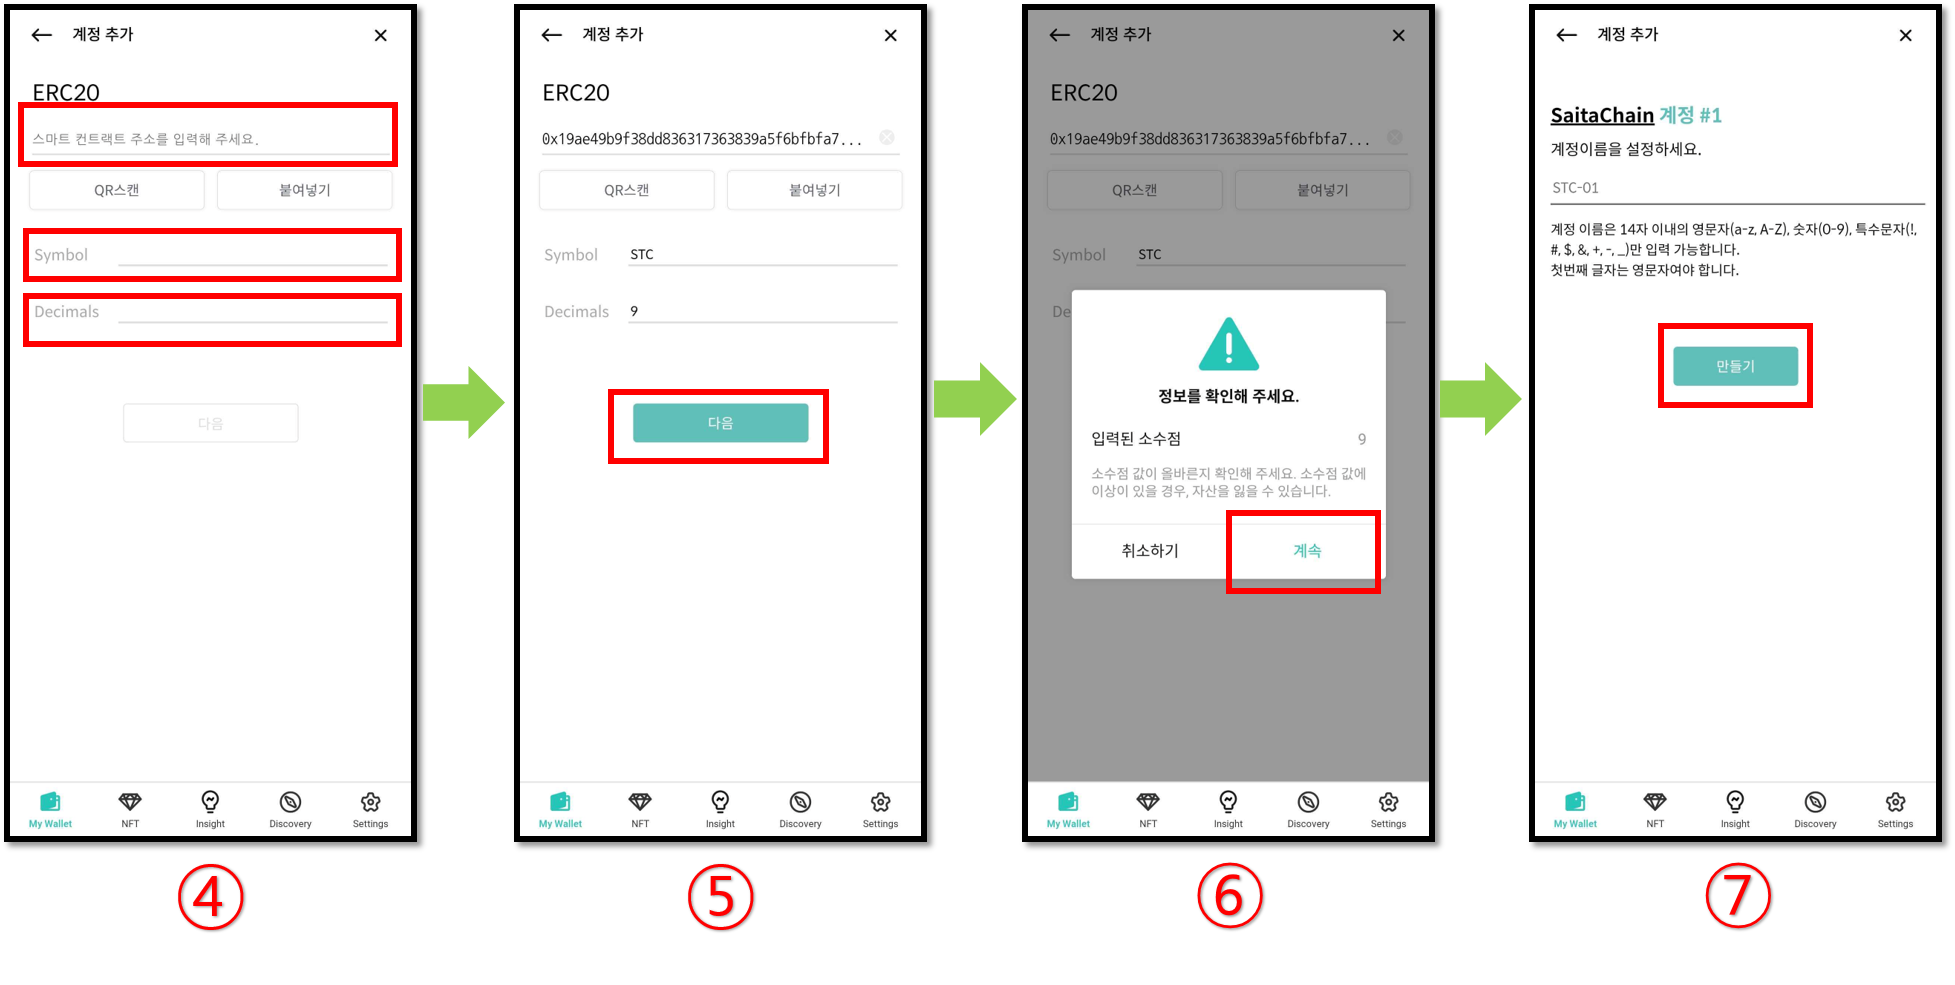 계정 추가
ERC20
스마트 컨트랙트 주소를 입력해 주세요.
QR스캔
붙여넣기
Symbol
Decimals
다음
My Wallet
NFT
Insight
Discovery
Settings
④
계정 추가
ERC20
0x19ae49b9f38dd836317363839a5f6bfbfa7...
QR스캔
붙여넣기
Symbol STC
Decimals 9
다음
My Wallet
NFT
Insight
Discovery
Settings
⑤
계정 추가
ERC20
0x19ae49b9f38dd836317363839a5f6bfbfa7...
QR스캔
붙여넣기
Symbol STC
De
정보를 확인해 주세요.
입력된 소수점 9
소수점 값이 올바른지 확인해 주세요. 소수점 값에
이상이 있을 경우, 자산을 잃을 수 있습니다.
취소하기
계속
My Wallet
NFT
Insight
Discovery
Settings
⑥
계정 추가
SaitaChain 계정 #1
계정이름을 설정하세요.
STC-01
계정 이름은 14자 이내의 영문자(a-z, A-Z), 숫자(0-9), 특수문자(!,
#, $, &, +, -, _)만 입력 가능합니다.
첫번째 글자는 영문자여야 합니다.
만들기
My Wallet
NFT
Insight
Discovery
Settings
⑦